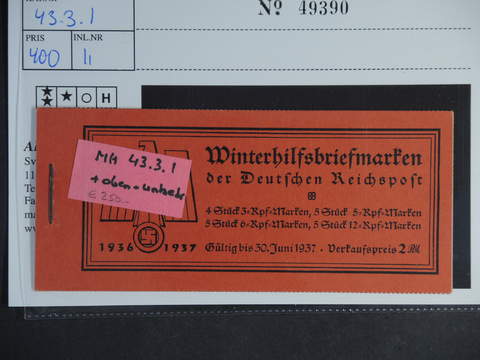 Nº 49390
43.3.1
PRIS
INL.NR
400
11
H
MH 43.3.1
+ oben - unten
€ 250.-
Winterhilfsbriefmarken
der Deutschen Reichspost
4 Stück 3=Rpf=Marken, 5 Stück 5=Rpf=Marken
5 Stück 6=Rpf=Marken, 5 Stück 12=Rpf=Marken
1936 1937 Gültig bis 30. Juni 1937 · Verkaufspreis 2 RM